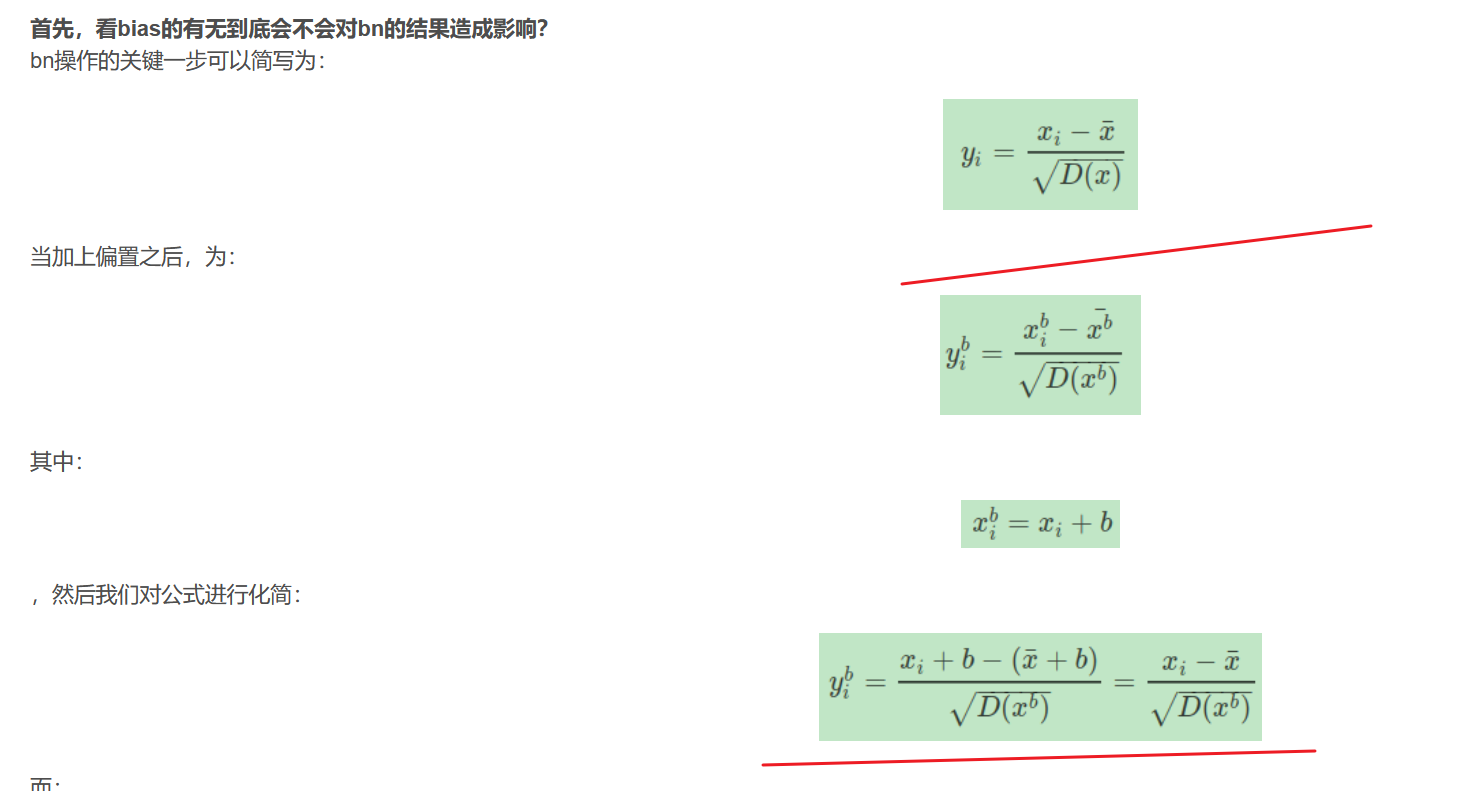 首先，看bias的有无到底会不会对bn的结果造成影响？
bn操作的关键一步可以简写为：
y_i = \frac{x_i - \bar{x}}{\sqrt{D(x)}}
当加上偏置之后，为：
y_i^b = \frac{x_i^b - \bar{x^b}}{\sqrt{D(x^b)}}
其中：
x_i^b = x_i + b
，然后我们对公式进行化简：
y_i^b = \frac{x_i + b - (\bar{x} + b)}{\sqrt{D(x^b)}} = \frac{x_i - \bar{x}}{\sqrt{D(x^b)}}
而：